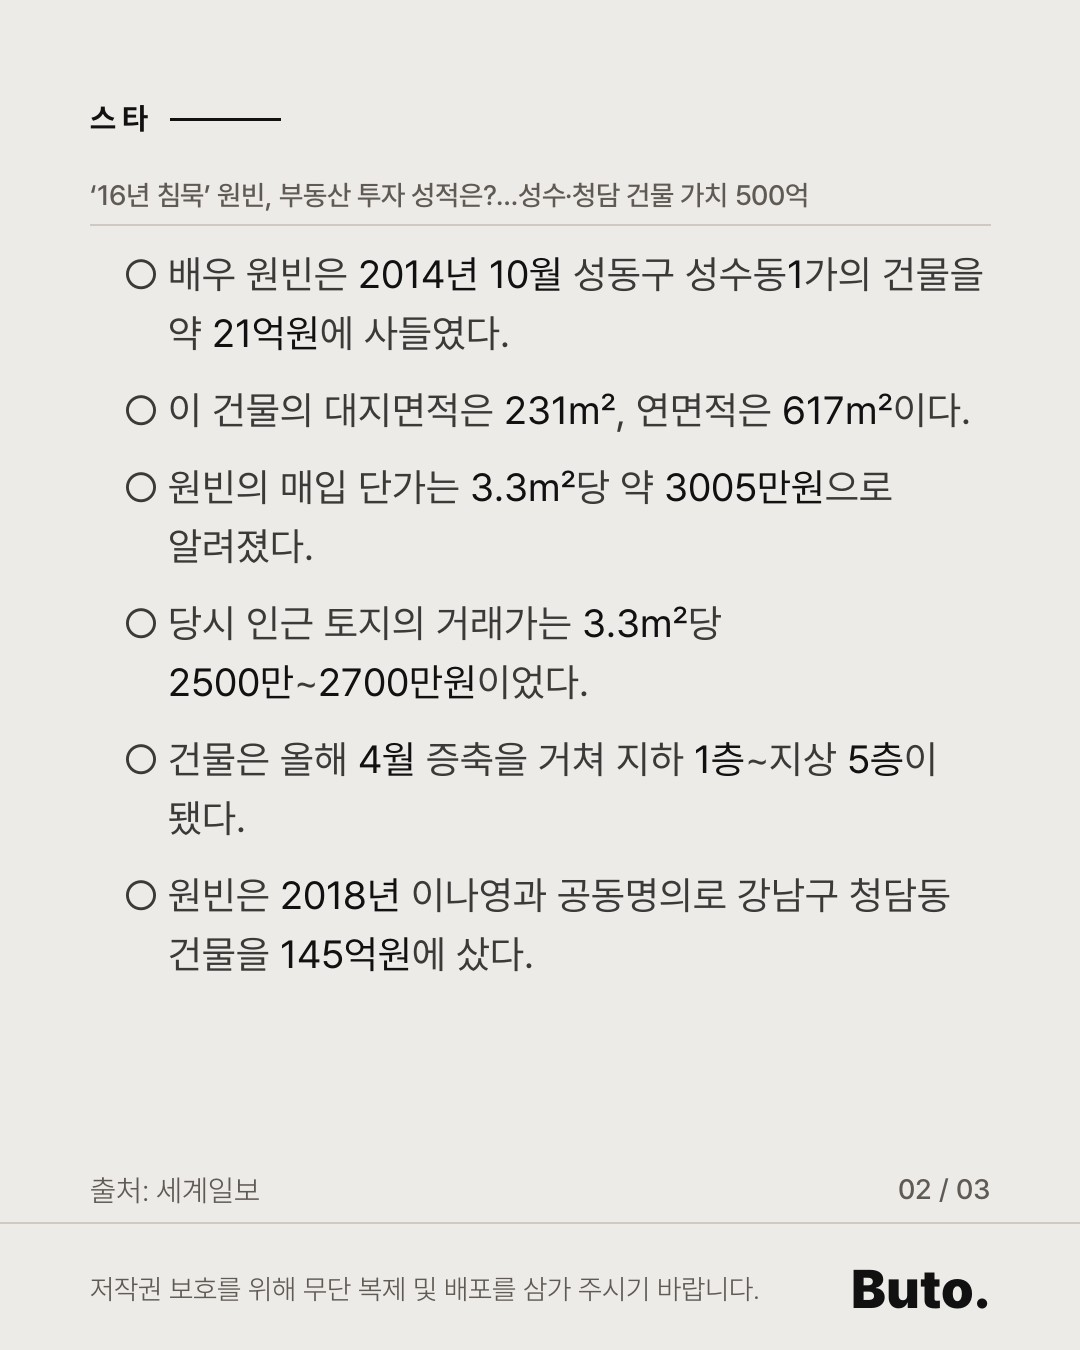 스타
‘16년 침묵’ 원빈, 부동산 투자 성적은?...성수·청담 건물 가치 500억
○ 배우 원빈은 2014년 10월 성동구 성수동1가의 건물을
약 21억원에 사들였다.
○ 이 건물의 대지면적은 231m², 연면적은 617m²이다.
○ 원빈의 매입 단가는 3.3m²당 약 3005만원으로
알려졌다.
○ 당시 인근 토지의 거래가는 3.3m²당
2500만~2700만원이었다.
○ 건물은 올해 4월 증축을 거쳐 지하 1층~지상 5층이
됐다.
○ 원빈은 2018년 이나영과 공동명의로 강남구 청담동
건물을 145억원에 샀다.
출처: 세계일보
02 / 03
저작권 보호를 위해 무단 복제 및 배포를 삼가 주시기 바랍니다.
Buto.